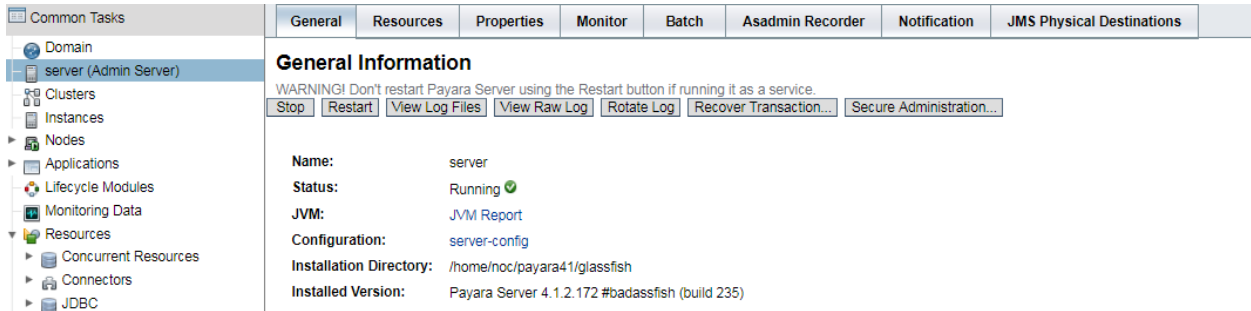 Common Tasks
Domain
server (Admin Server)
Clusters
Instances
Nodes
Applications
Lifecycle Modules
Monitoring Data
Resources
Concurrent Resources
Connectors
JDBC
General Resources Properties Monitor Batch Asadmin Recorder Notification JMS Physical Destinations
General Information
WARNING! Don't restart Payara Server using the Restart button if running it as a service.
Stop Restart View Log Files View Raw Log Rotate Log Recover Transaction... Secure Administration...
Name: server
Status: Running
JVM: JVM Report
Configuration: server-config
Installation Directory: /home/noc/payara41/glassfish
Installed Version: Payara Server 4.1.2.172 #badassfish (build 235)